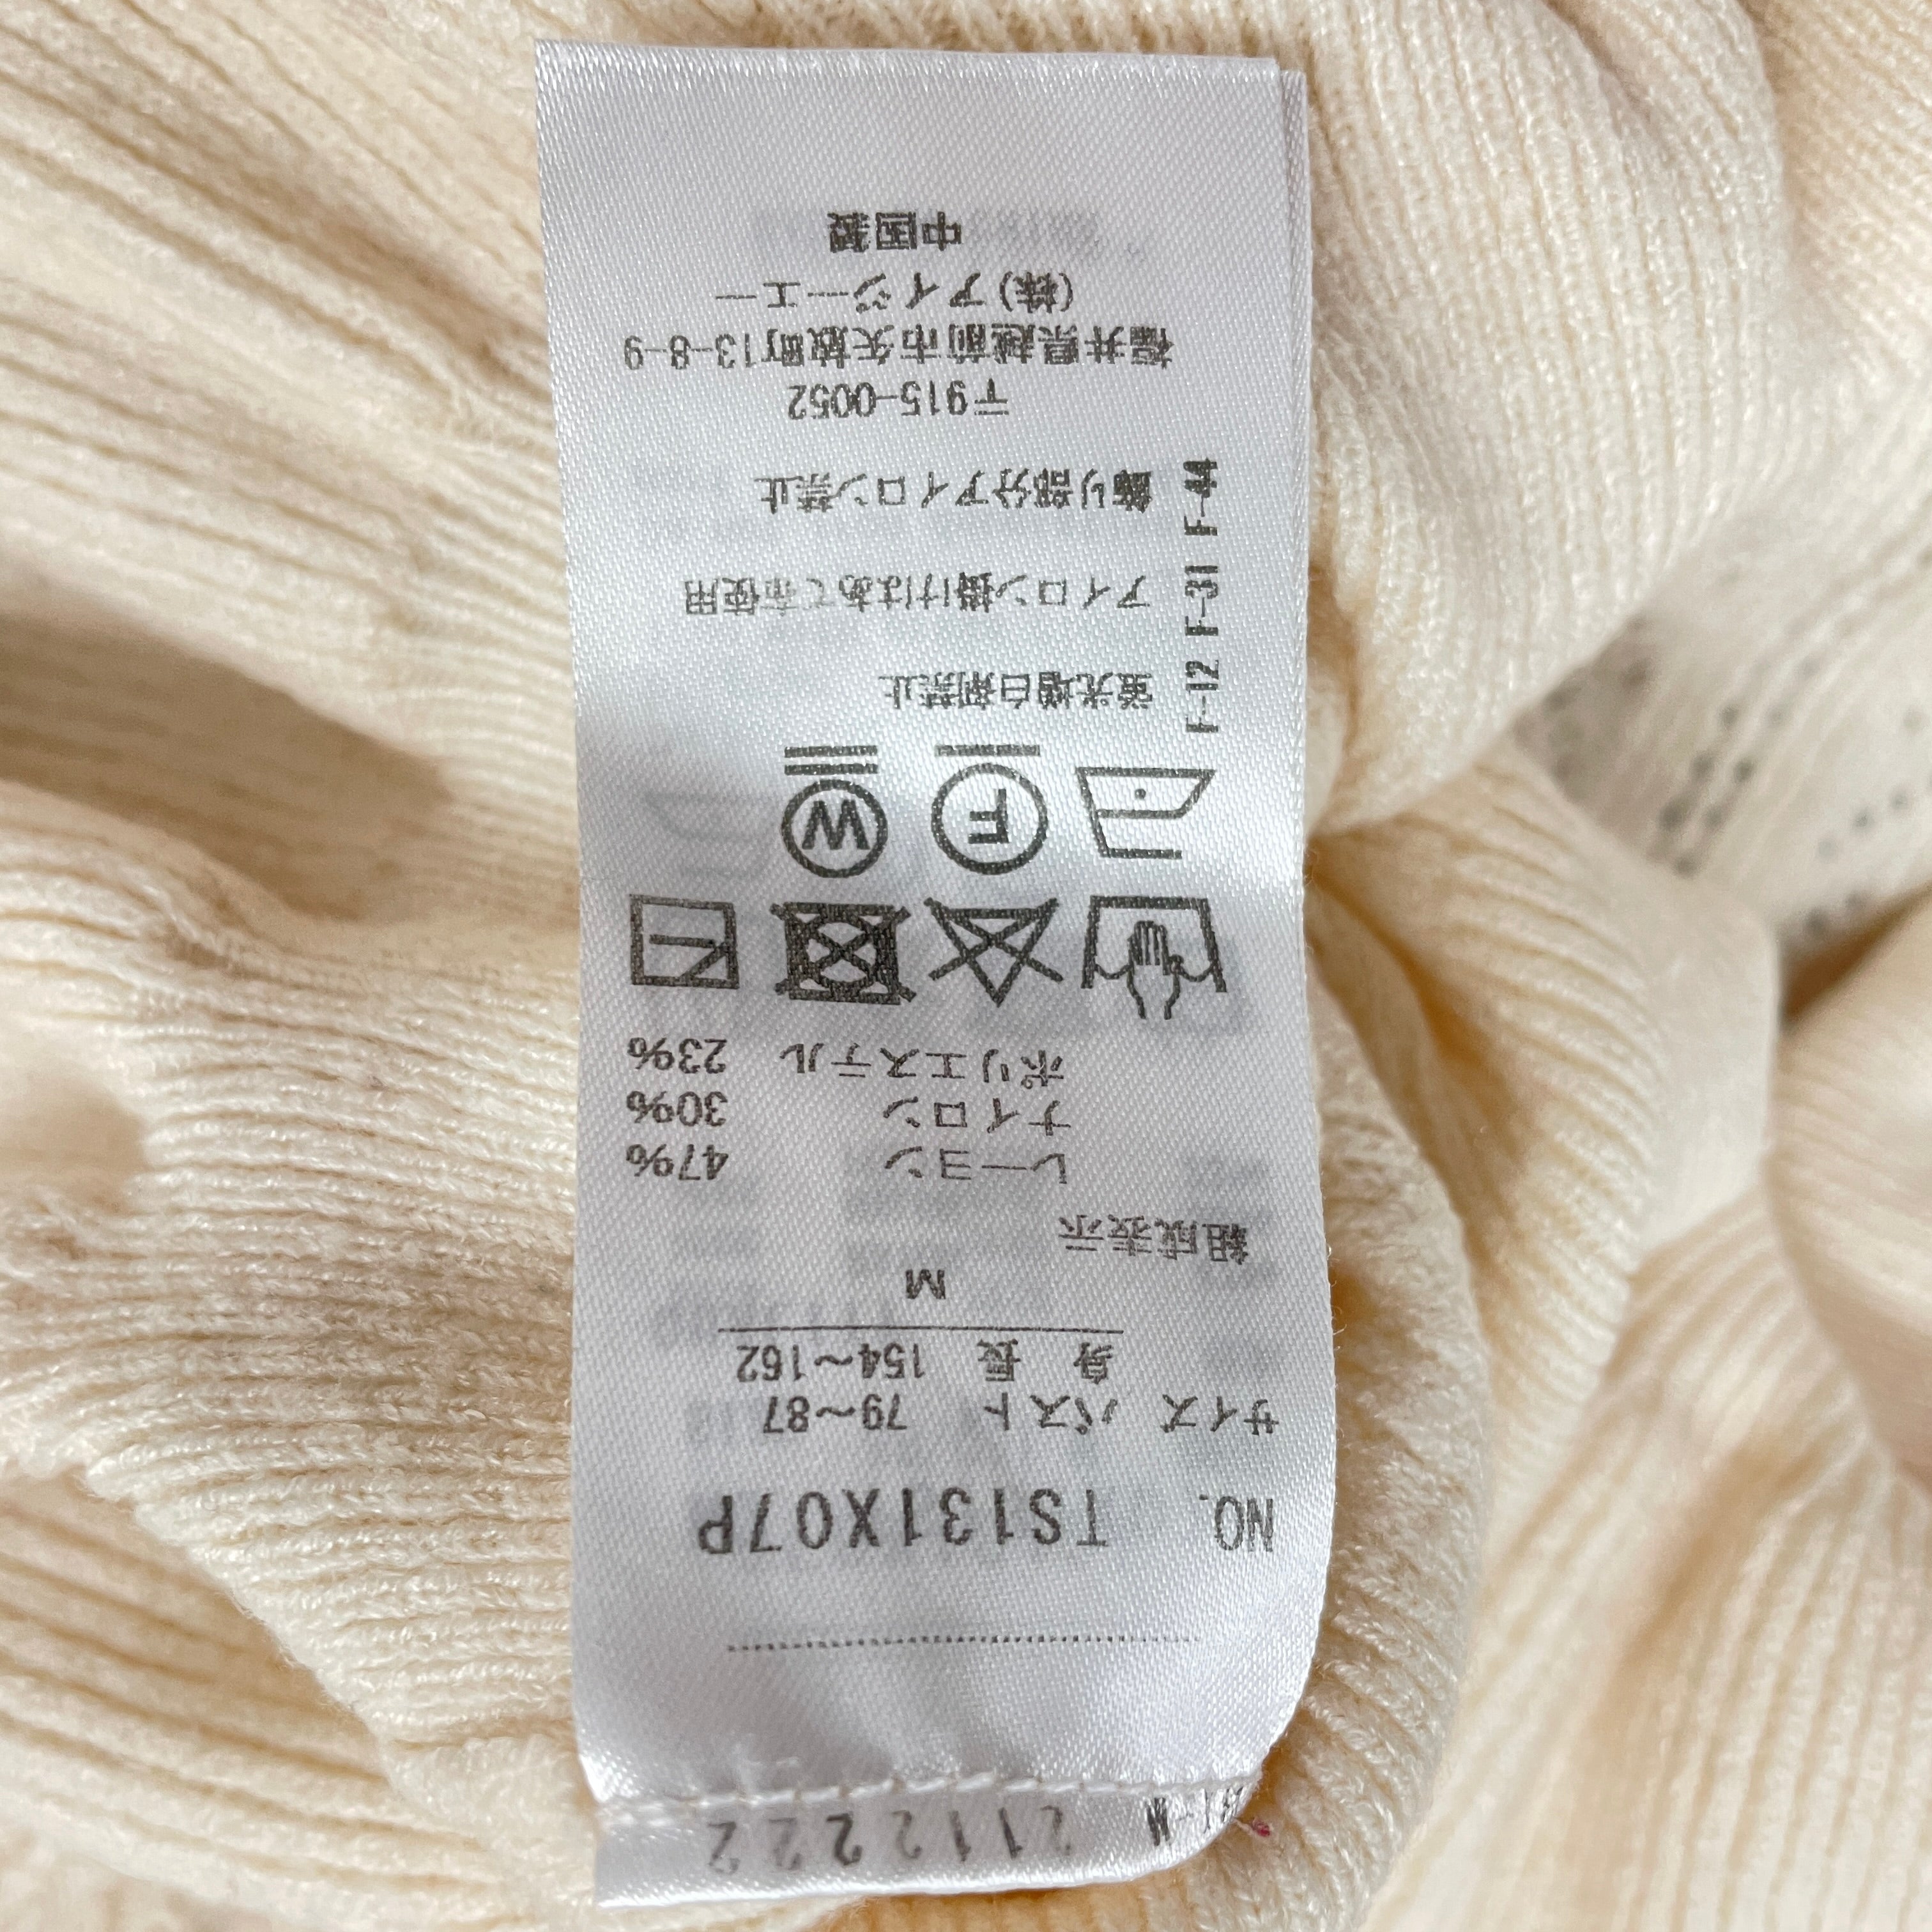 2112222
NO. TS131X07P
サイズ バスト 79～87
身長 154～162
M
組成表示
レーヨン 47%
ナイロン 30%
ポリエステル 23%
F
W
蛍光増白剤禁止
アイロン掛けはあて布使用
飾り部分アイロン禁止
F-12 F-31 F-44
〒915-0052
福井県越前市矢放町13-8-9
(株)アイジーエー
中国製